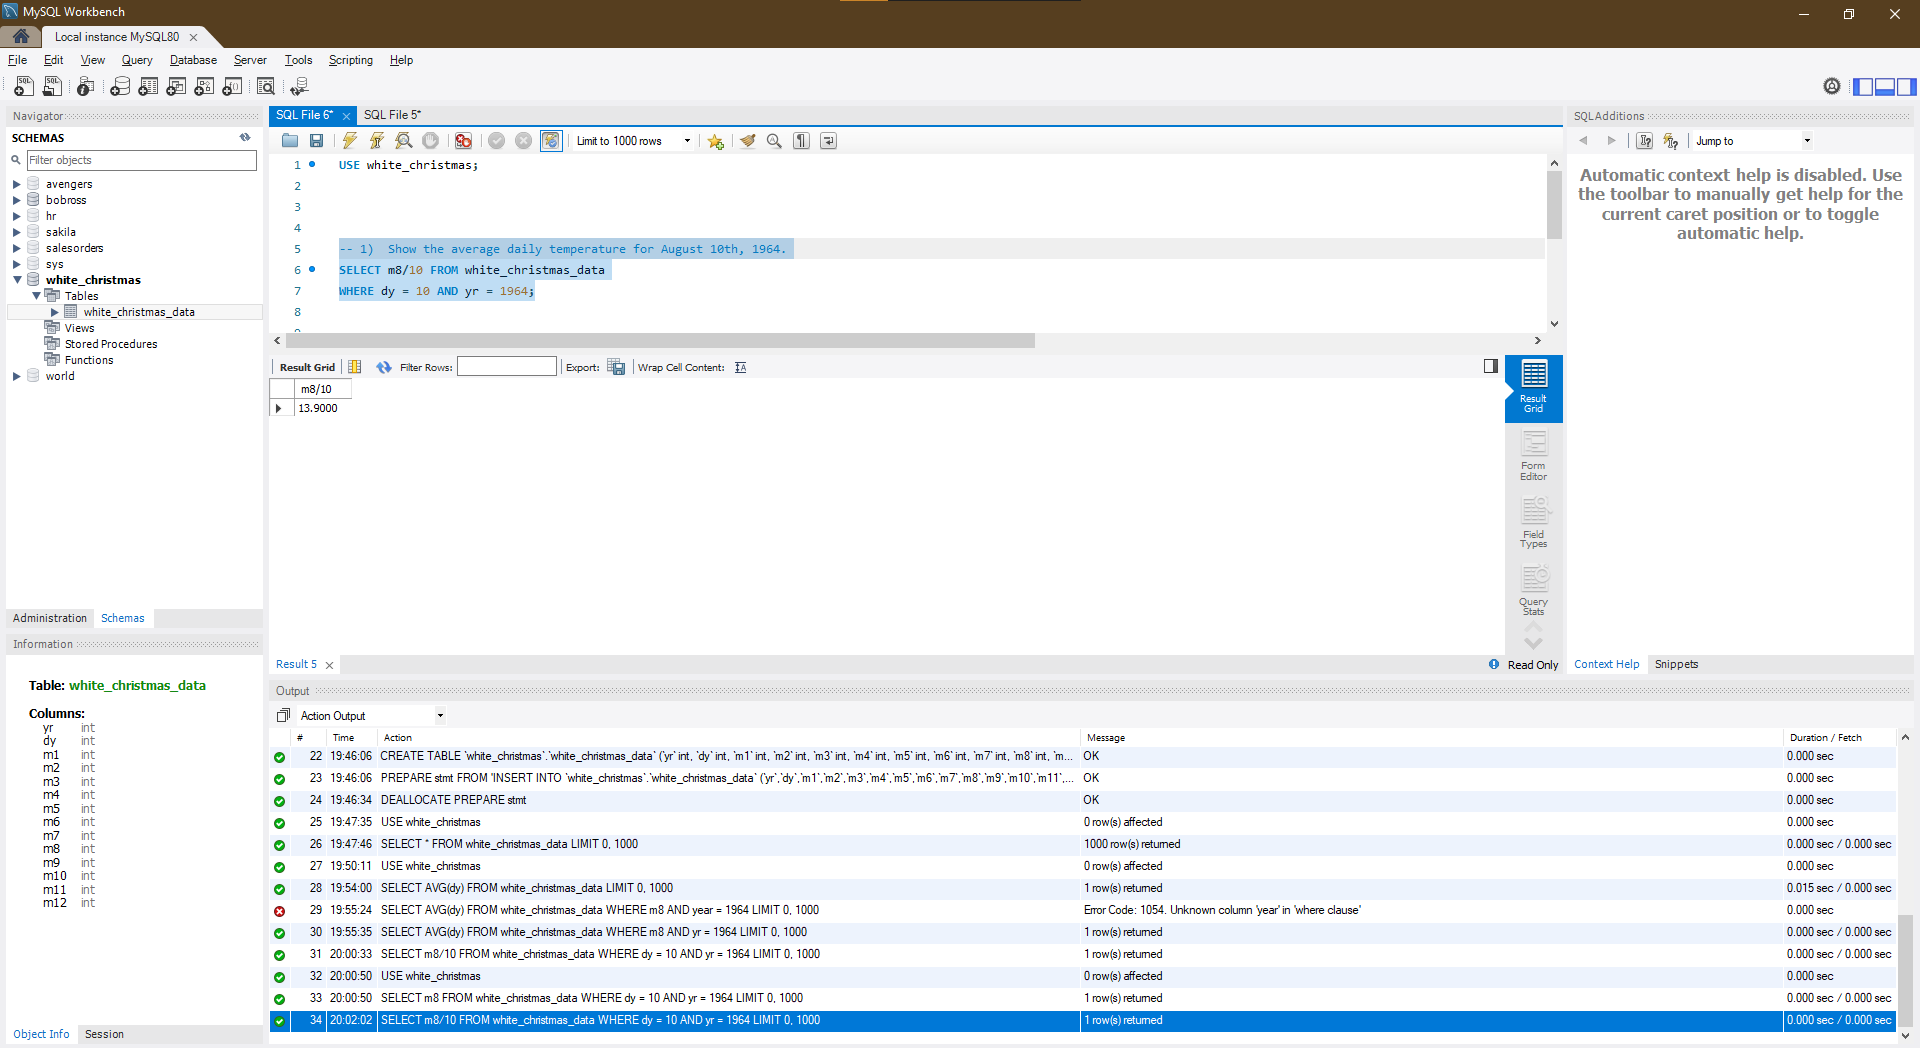 MySQL Workbench
Local instance MySQL80
File Edit View Query Database Server Tools Scripting Help
Navigator
SCHEMAS
Filter objects
avengers
bobross
hr
sakila
salesorders
sys
white_christmas
Tables
white_christmas_data
Views
Stored Procedures
Functions
world
Administration Schemas
Information
Table: white_christmas_data
Columns:
yr int
dy int
m1 int
m2 int
m3 int
m4 int
m5 int
m6 int
m7 int
m8 int
m9 int
m10 int
m11 int
m12 int
Object Info Session
SQL File 6* SQL File 5*
Limit to 1000 rows
1 USE white_christmas;
2
3
4
5 -- 1)  Show the average daily temperature for August 10th, 1964.
6 SELECT m8/10 FROM white_christmas_data
7 WHERE dy = 10 AND yr = 1964;
8
Result Grid Filter Rows: Export: Wrap Cell Content:
m8/10
13.9000
Result Grid
Form Editor
Field Types
Query Stats
Result 5 Read Only
SQLAdditions
Jump to
Automatic context help is disabled. Use
the toolbar to manually get help for the
current caret position or to toggle
automatic help.
Context Help Snippets
Output
Action Output
# Time Action Message Duration / Fetch
22 19:46:06 CREATE TABLE `white_christmas`.`white_christmas_data` (`yr` int, `dy` int, `m1` int, `m2` int, `m3` int, `m4` int, `m5` int, `m6` int, `m7` int, `m8` int, `m... OK 0.000 sec
23 19:46:06 PREPARE stmt FROM 'INSERT INTO `white_christmas`.`white_christmas_data` (`yr`,`dy`,`m1`,`m2`,`m3`,`m4`,`m5`,`m6`,`m7`,`m8`,`m9`,`m10`,`m11`,... OK 0.000 sec
24 19:46:34 DEALLOCATE PREPARE stmt OK 0.000 sec
25 19:47:35 USE white_christmas 0 row(s) affected 0.000 sec
26 19:47:46 SELECT * FROM white_christmas_data LIMIT 0, 1000 1000 row(s) returned 0.000 sec / 0.000 sec
27 19:50:11 USE white_christmas 0 row(s) affected 0.000 sec
28 19:54:00 SELECT AVG(dy) FROM white_christmas_data LIMIT 0, 1000 1 row(s) returned 0.015 sec / 0.000 sec
29 19:55:24 SELECT AVG(dy) FROM white_christmas_data WHERE m8 AND year = 1964 LIMIT 0, 1000 Error Code: 1054. Unknown column 'year' in 'where clause' 0.000 sec
30 19:55:35 SELECT AVG(dy) FROM white_christmas_data WHERE m8 AND yr = 1964 LIMIT 0, 1000 1 row(s) returned 0.000 sec / 0.000 sec
31 20:00:33 SELECT m8/10 FROM white_christmas_data WHERE dy = 10 AND yr = 1964 LIMIT 0, 1000 1 row(s) returned 0.000 sec / 0.000 sec
32 20:00:50 USE white_christmas 0 row(s) affected 0.000 sec
33 20:00:50 SELECT m8 FROM white_christmas_data WHERE dy = 10 AND yr = 1964 LIMIT 0, 1000 1 row(s) returned 0.000 sec / 0.000 sec
34 20:02:02 SELECT m8/10 FROM white_christmas_data WHERE dy = 10 AND yr = 1964 LIMIT 0, 1000 1 row(s) returned 0.000 sec / 0.000 sec